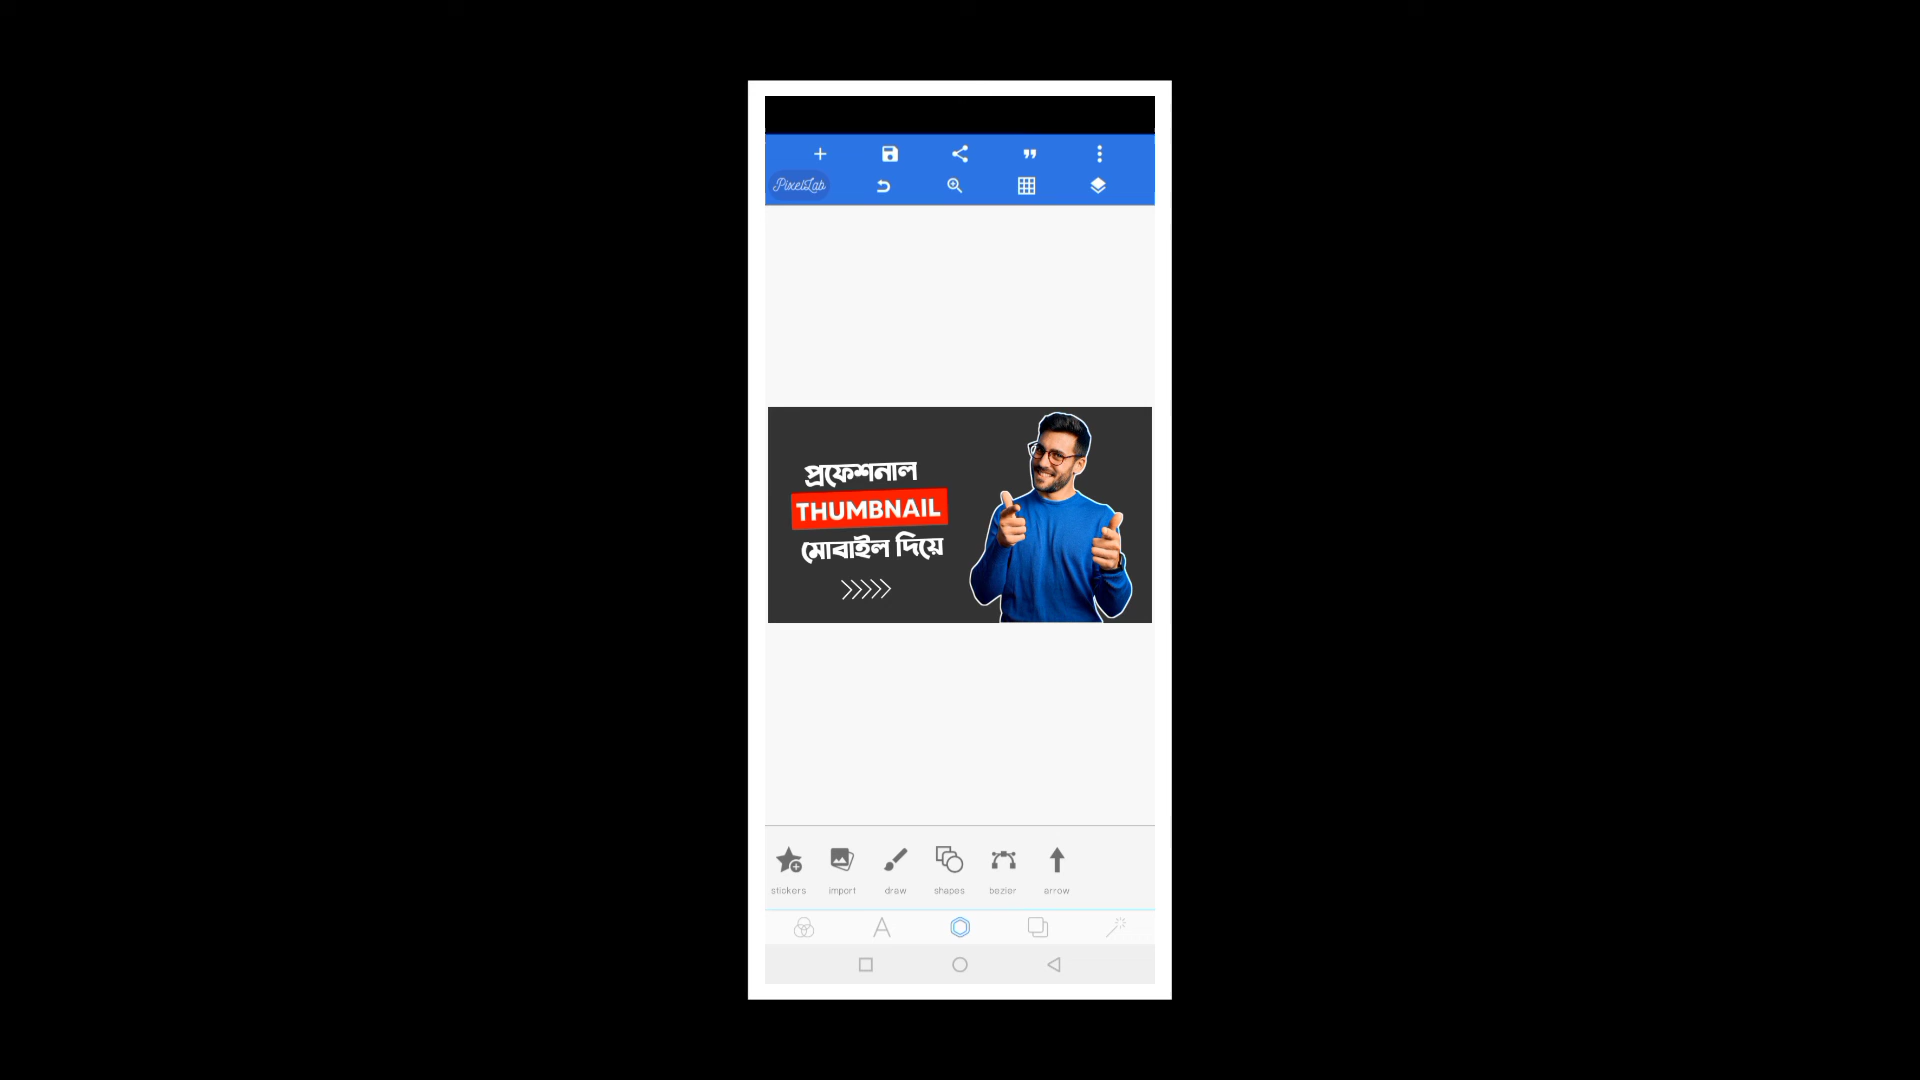 PixelLab
প্রফেশনাল
THUMBNAIL
মোবাইল দিয়ে
stickers import draw shapes bezier arrow